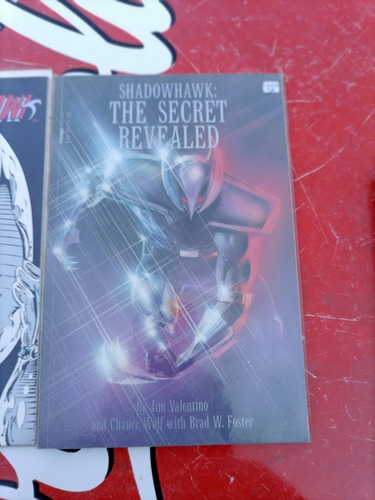 SHADOWHAWK:
THE SECRET
REVEALED
By Jim Valentino
and Chance Wolf with Brad W. Foster